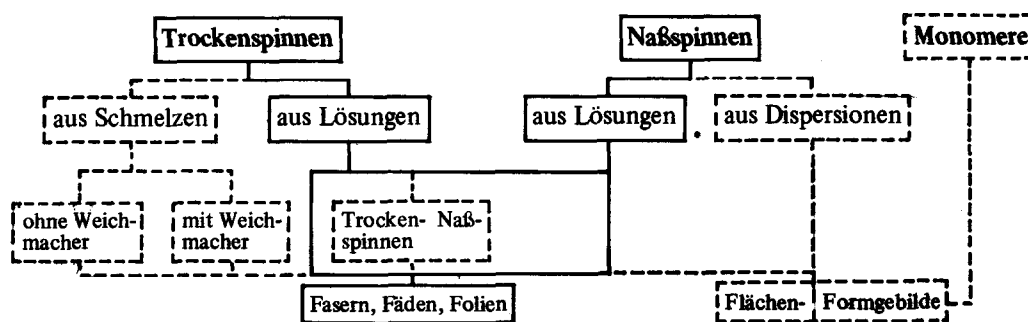 Trockenspinnen
Naßspinnen
Monomere
aus Schmelzen
aus Lösungen
aus Lösungen
aus Dispersionen
ohne Weich-
macher
mit Weich-
macher
Trocken- Naß-
spinnen
Fasern, Fäden, Folien
Flächen-
Formgebilde